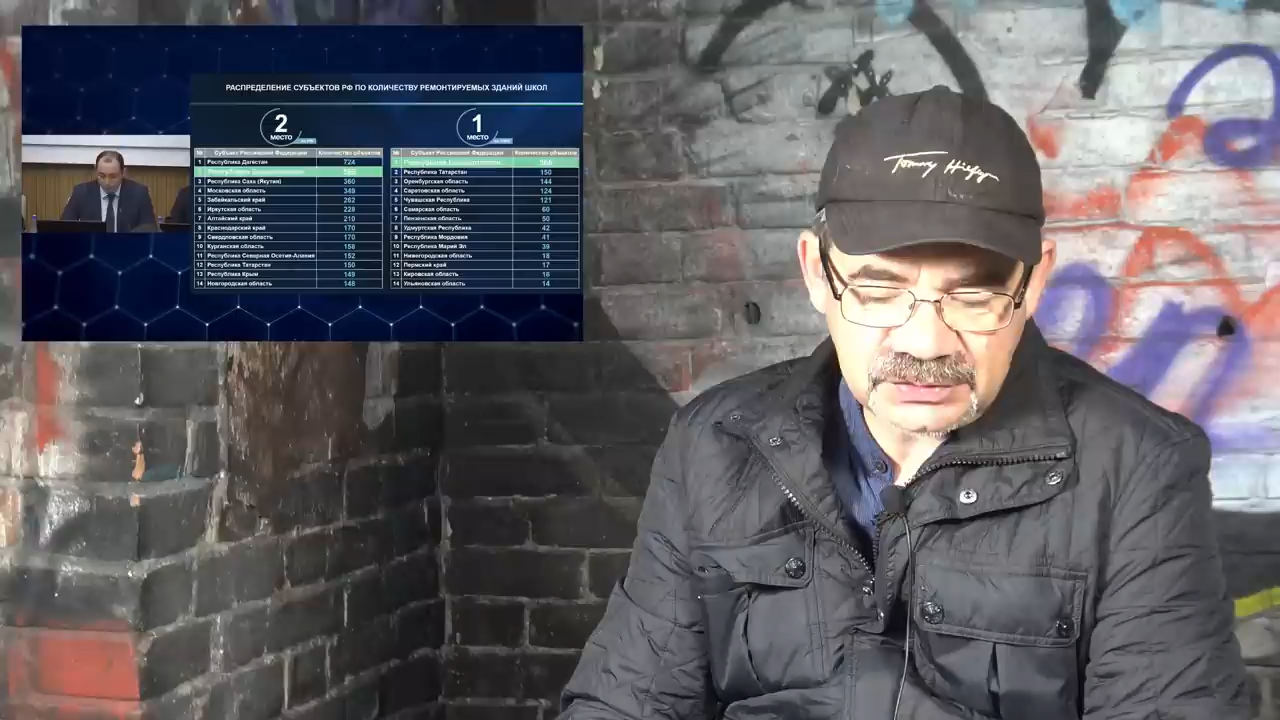 РАСПРЕДЕЛЕНИЕ СУБЪЕКТОВ РФ ПО КОЛИЧЕСТВУ РЕМОНТИРУЕМЫХ ЗДАНИЙ ШКОЛ
2
МЕСТО
№ Субъект Российской Федерации Количество объектов
1 Республика Дагестан 724
3 Республика Саха (Якутия) 360
4 Московская область 349
5 Забайкальский край 262
6 Иркутская область 228
7 Алтайский край 210
8 Краснодарский край 170
9 Свердловская область 170
10 Курганская область 158
11 Республика Северная Осетия-Алания 152
12 Республика Татарстан 150
13 Республика Крым 149
14 Новгородская область 148
1
МЕСТО
№ Субъект Российской Федерации Количество объектов
2 Республика Татарстан 150
3 Оренбургская область 144
4 Саратовская область 124
5 Чувашская Республика 121
6 Самарская область 60
7 Пензенская область 50
8 Удмуртская Республика 42
9 Республика Мордовия 41
10 Республика Марий Эл 39
11 Нижегородская область 18
12 Пермский край 17
13 Кировская область 16
14 Ульяновская область 14
Tommy Hilfiger